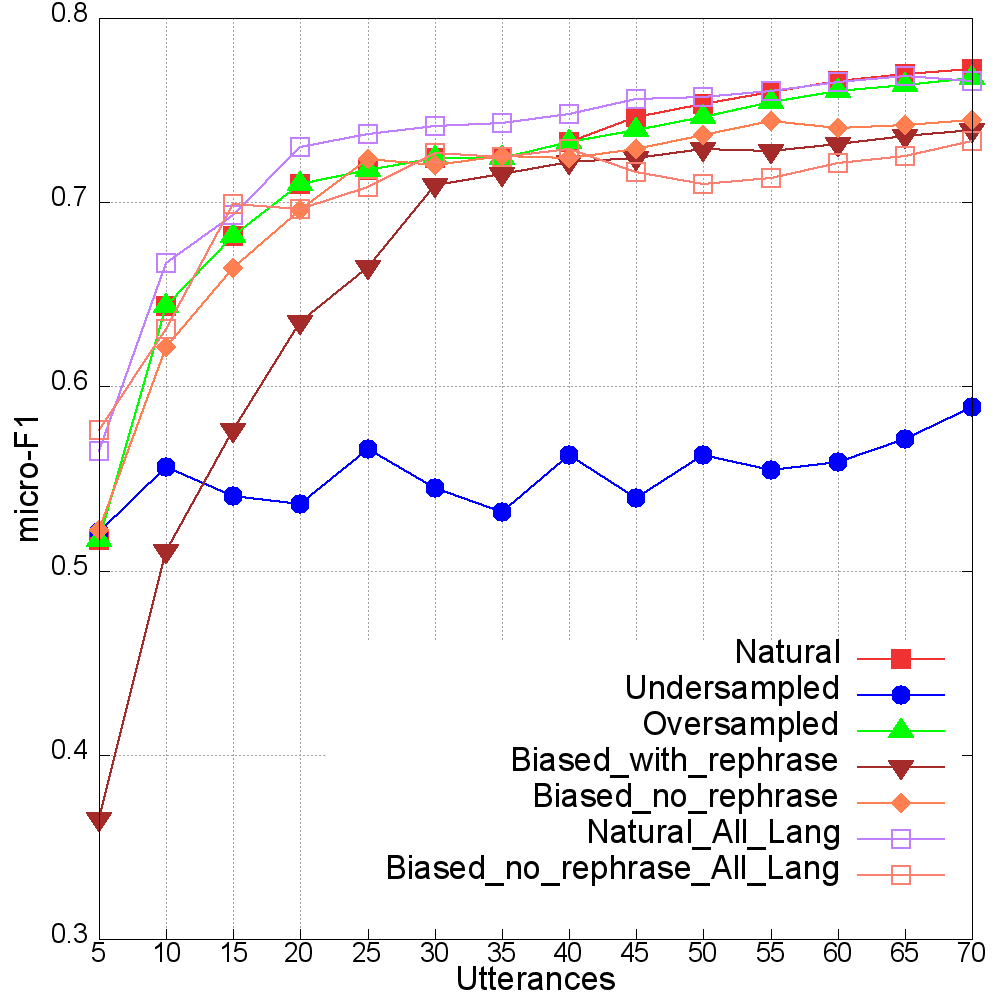 0.8
0.7
0.6
0.5
0.4
0.3
micro-F1
Natural
Undersampled
Oversampled
Biased_with_rephrase
Biased_no_rephrase
Natural_All_Lang
Biased_no_rephrase_All_Lang
5 10 15 20 25 30 35 40 45 50 55 60 65 70
Utterances